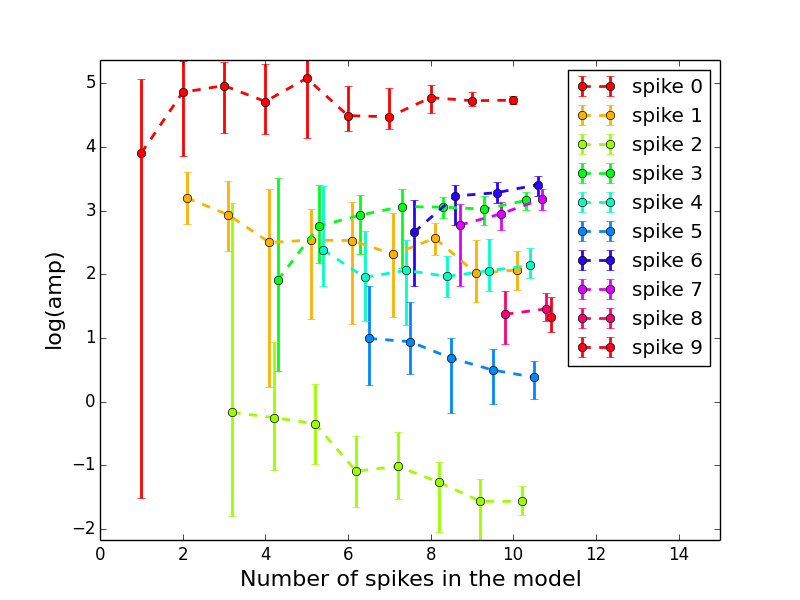 5
4
3
2
1
0
−1
−2
log(amp)
0 2 4 6 8 10 12 14
Number of spikes in the model
spike 0
spike 1
spike 2
spike 3
spike 4
spike 5
spike 6
spike 7
spike 8
spike 9